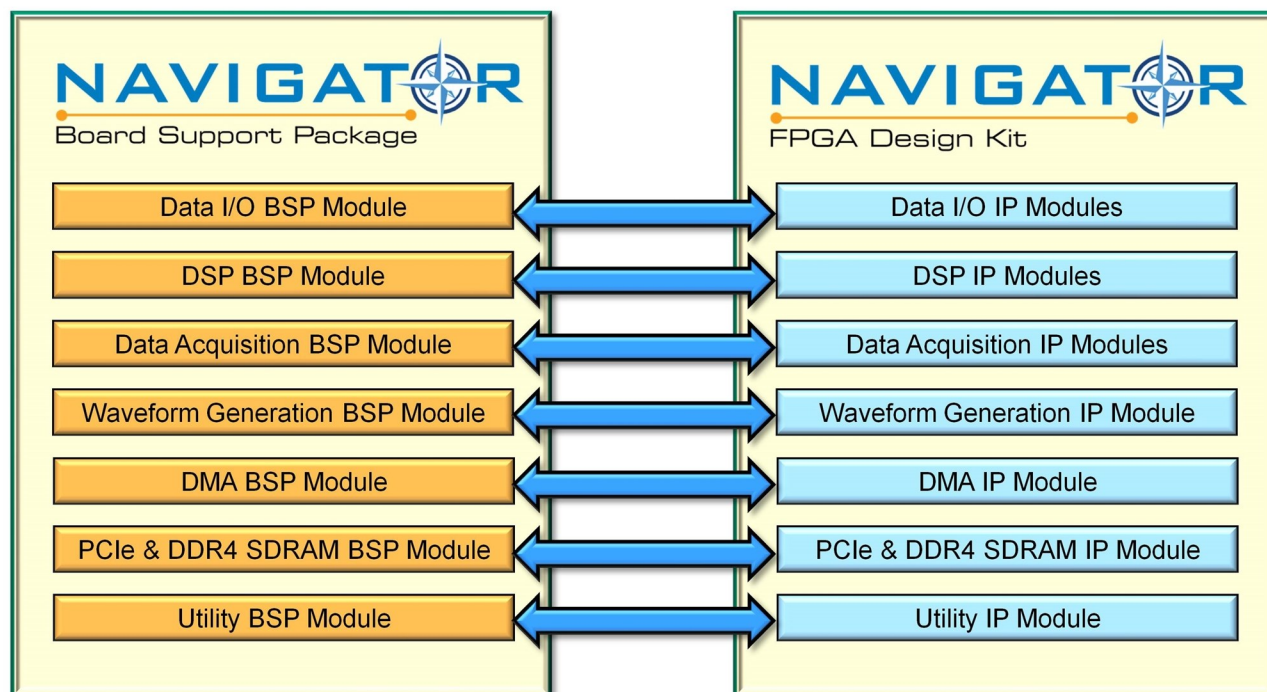 NAVIGATOR
Board Support Package
Data I/O BSP Module
DSP BSP Module
Data Acquisition BSP Module
Waveform Generation BSP Module
DMA BSP Module
PCIe & DDR4 SDRAM BSP Module
Utility BSP Module
NAVIGATOR
FPGA Design Kit
Data I/O IP Modules
DSP IP Modules
Data Acquisition IP Modules
Waveform Generation IP Module
DMA IP Module
PCIe & DDR4 SDRAM IP Module
Utility IP Module